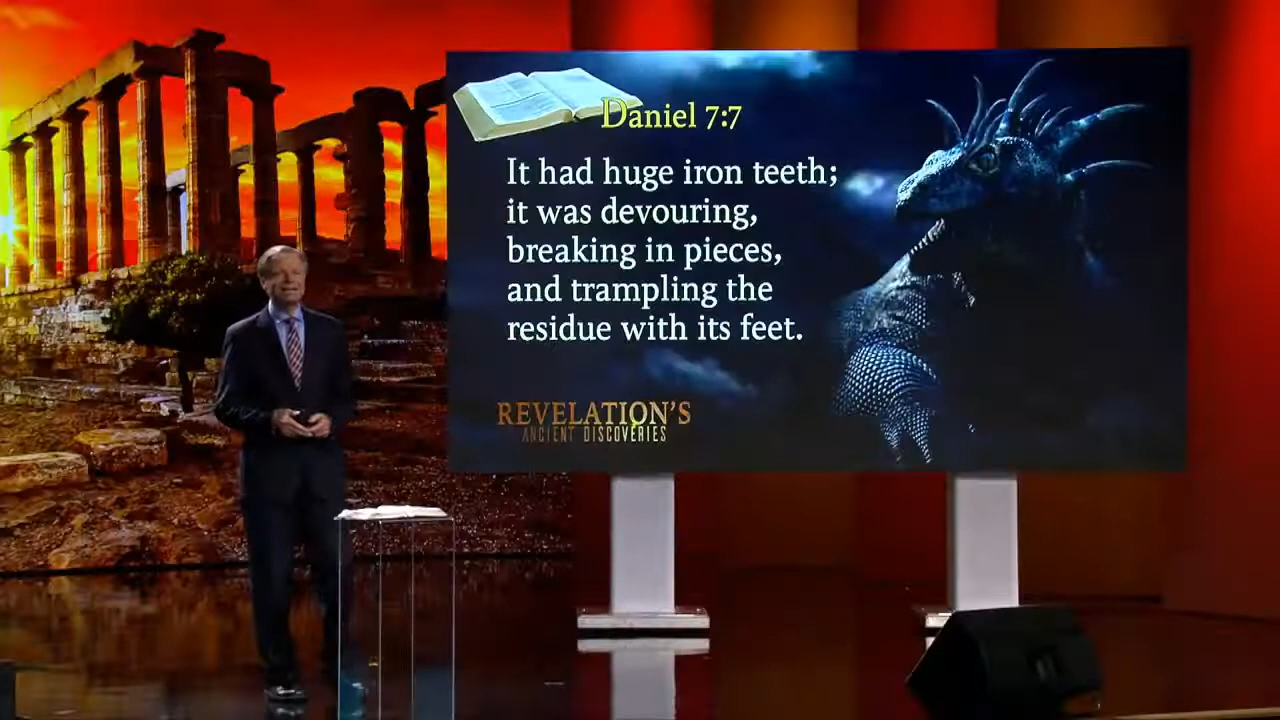 Daniel 7:7
It had huge iron teeth;
it was devouring,
breaking in pieces,
and trampling the
residue with its feet.
REVELATION'S
ANCIENT DISCOVERIES